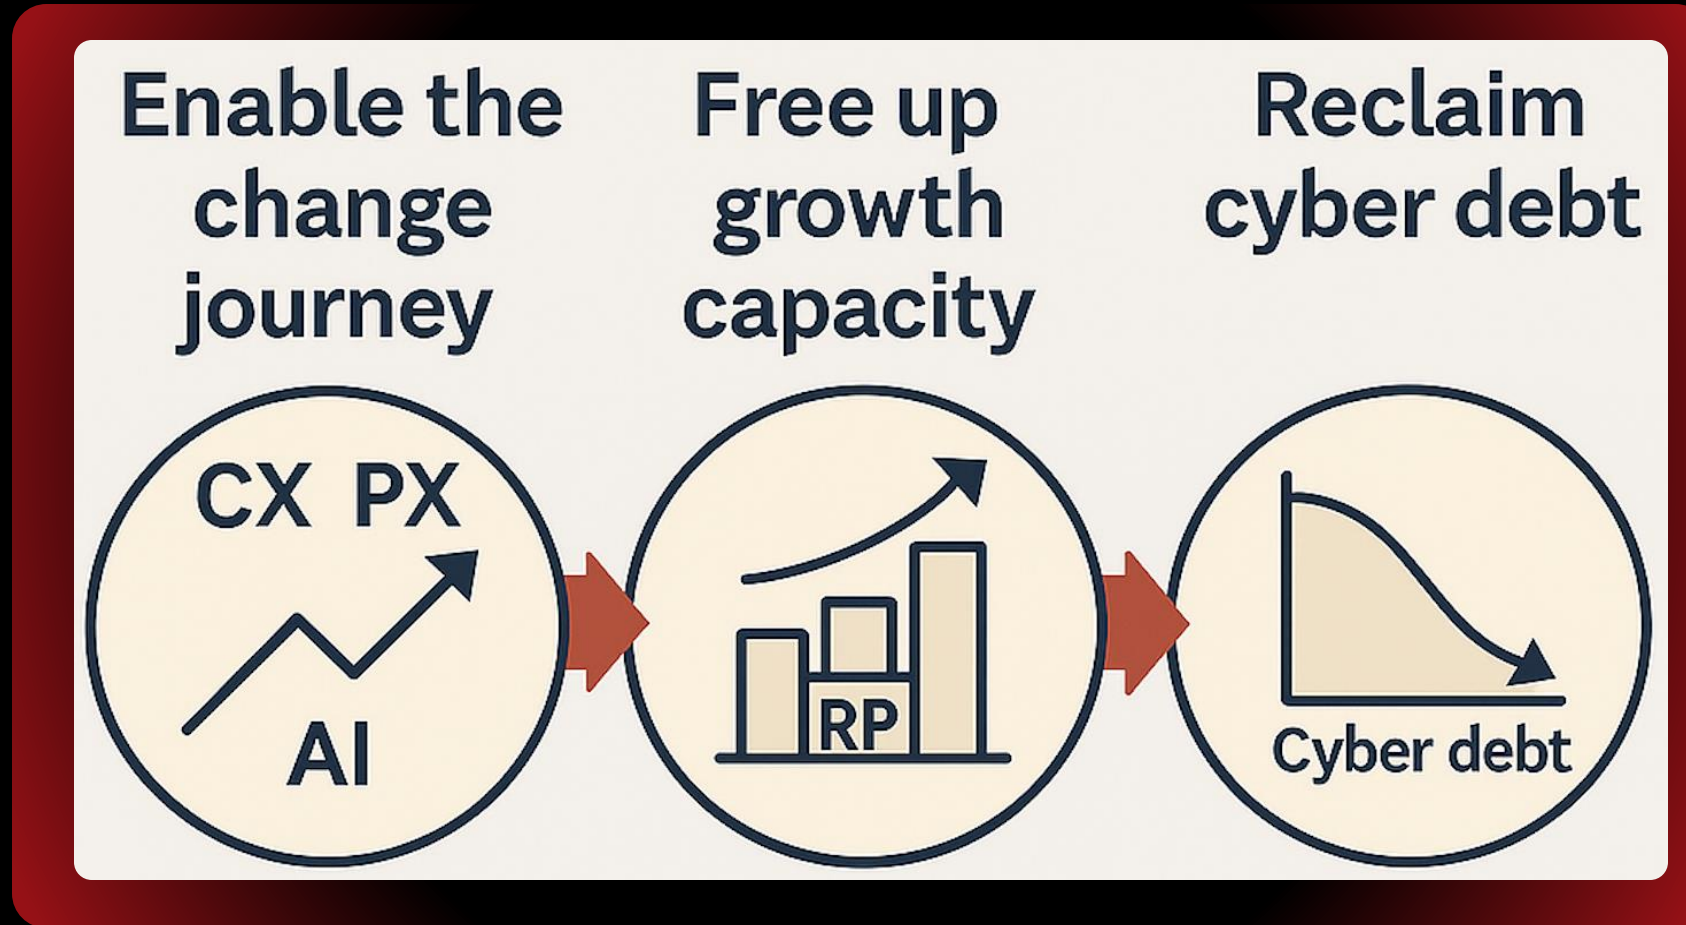 Enable the
change
journey
Free up
growth
capacity
Reclaim
cyber debt
CX PX
AI
RP
Cyber debt